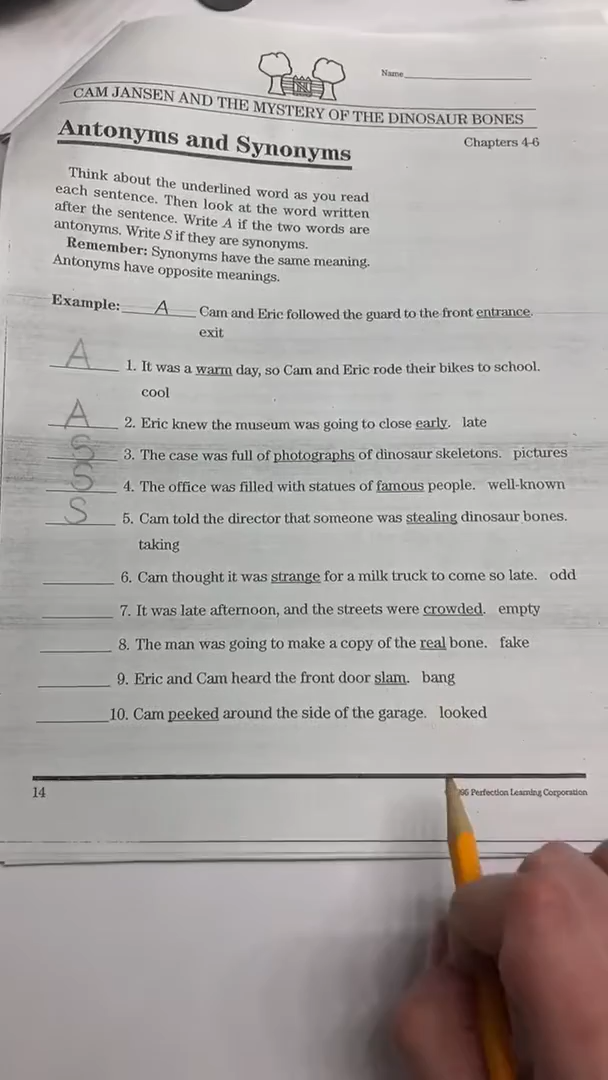 Name
CAM JANSEN AND THE MYSTERY OF THE DINOSAUR BONES
Antonyms and Synonyms
Chapters 4-6
Think about the underlined word as you read
each sentence. Then look at the word written
after the sentence. Write A if the two words are
antonyms. Write S if they are synonyms.
Remember: Synonyms have the same meaning.
Antonyms have opposite meanings.
Example: A Cam and Eric followed the guard to the front entrance.
exit
A 1. It was a warm day, so Cam and Eric rode their bikes to school.
cool
A 2. Eric knew the museum was going to close early. late
S 3. The case was full of photographs of dinosaur skeletons. pictures
S 4. The office was filled with statues of famous people. well-known
S 5. Cam told the director that someone was stealing dinosaur bones.
taking
6. Cam thought it was strange for a milk truck to come so late. odd
7. It was late afternoon, and the streets were crowded. empty
8. The man was going to make a copy of the real bone. fake
9. Eric and Cam heard the front door slam. bang
10. Cam peeked around the side of the garage. looked
14
Perfection Learning Corporation